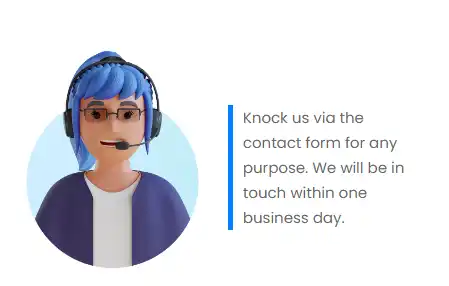 Knock us via the
contact form for any
purpose. We will be in
touch within one
business day.